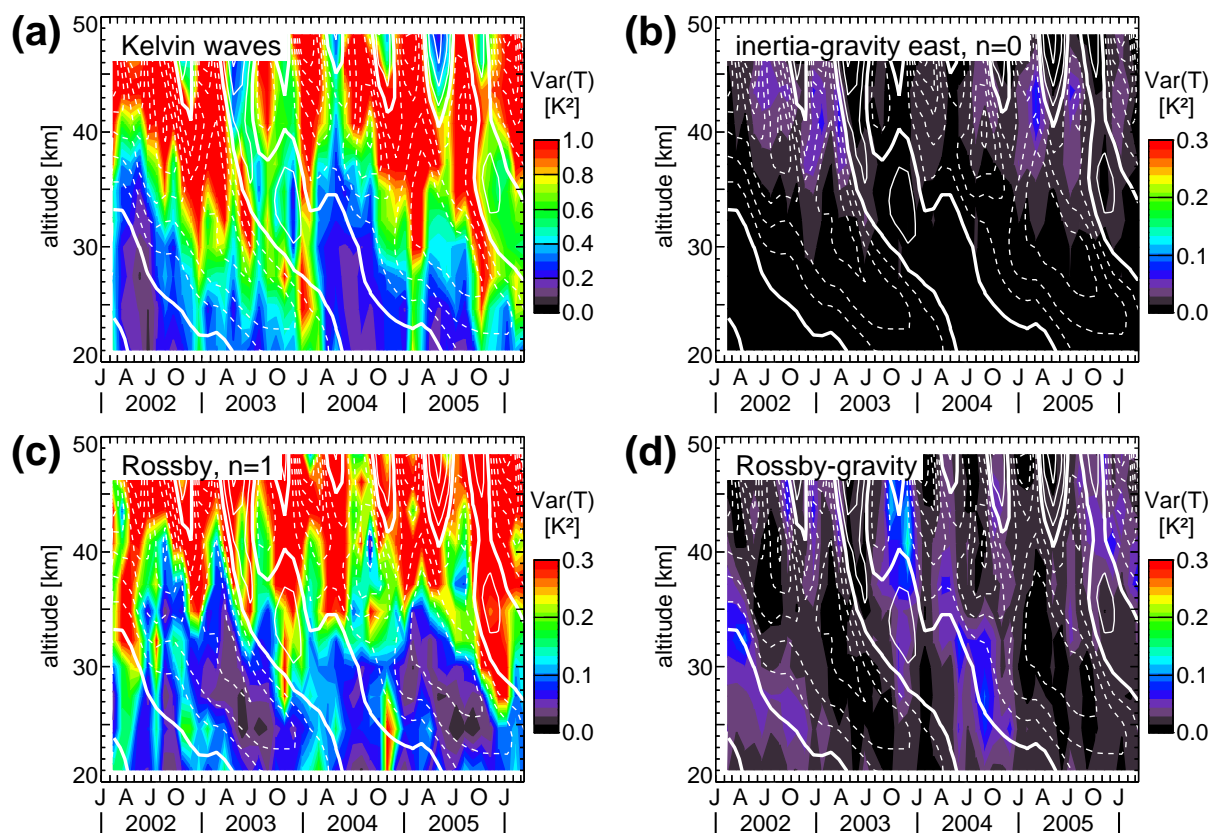 (a)
Kelvin waves
50
40
30
20
altitude [km]
J A J O J A J O J A J O J A J O J
| 2002 | 2003 | 2004 | 2005 |
Var(T)
[K²]
1.0
0.8
0.6
0.4
0.2
0.0
(b)
inertia-gravity east, n=0
50
40
30
20
altitude [km]
J A J O J A J O J A J O J A J O J
| 2002 | 2003 | 2004 | 2005 |
Var(T)
[K²]
0.3
0.2
0.1
0.0
(c)
Rossby, n=1
50
40
30
20
altitude [km]
J A J O J A J O J A J O J A J O J
| 2002 | 2003 | 2004 | 2005 |
Var(T)
[K²]
0.3
0.2
0.1
0.0
(d)
Rossby-gravity
50
40
30
20
altitude [km]
J A J O J A J O J A J O J A J O J
| 2002 | 2003 | 2004 | 2005 |
Var(T)
[K²]
0.3
0.2
0.1
0.0